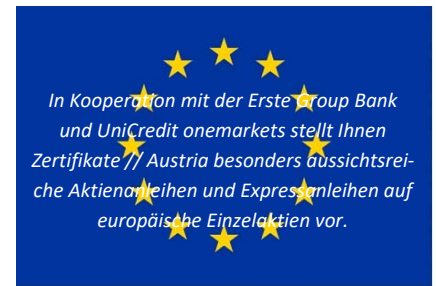 In Kooperation mit der Erste Group Bank
und UniCredit onemarkets stellt Ihnen
Zertifikate // Austria besonders aussichtsrei-
che Aktienanleihen und Expressanleihen auf
europäische Einzelaktien vor.